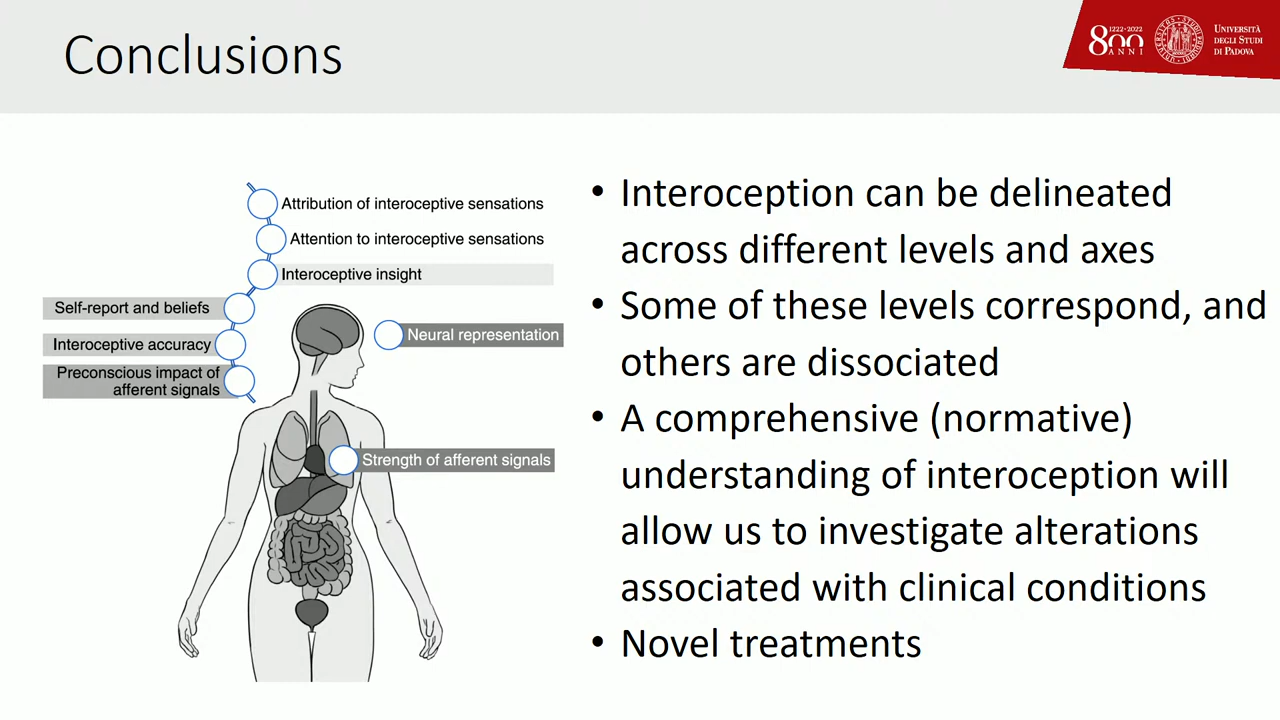 Conclusions
1222·2022
800
ANNI
UNIVERSITÀ
DEGLI STUDI
DI PADOVA
Attribution of interoceptive sensations
Attention to interoceptive sensations
Interoceptive insight
Self-report and beliefs
Interoceptive accuracy
Preconscious impact of
afferent signals
Neural representation
Strength of afferent signals
• Interoception can be delineated
across different levels and axes
• Some of these levels correspond, and
others are dissociated
• A comprehensive (normative)
understanding of interoception will
allow us to investigate alterations
associated with clinical conditions
• Novel treatments